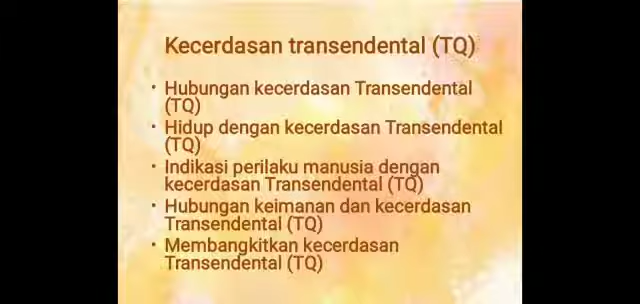 Kecerdasan transendental (TQ)
• Hubungan kecerdasan Transendental
(TQ)
• Hidup dengan kecerdasan Transendental
(TQ)
• Indikasi perilaku manusia dengan
kecerdasan Transendental (TQ)
• Hubungan keimanan dan kecerdasan
Transendental (TQ)
• Membangkitkan kecerdasan
Transendental (TQ)